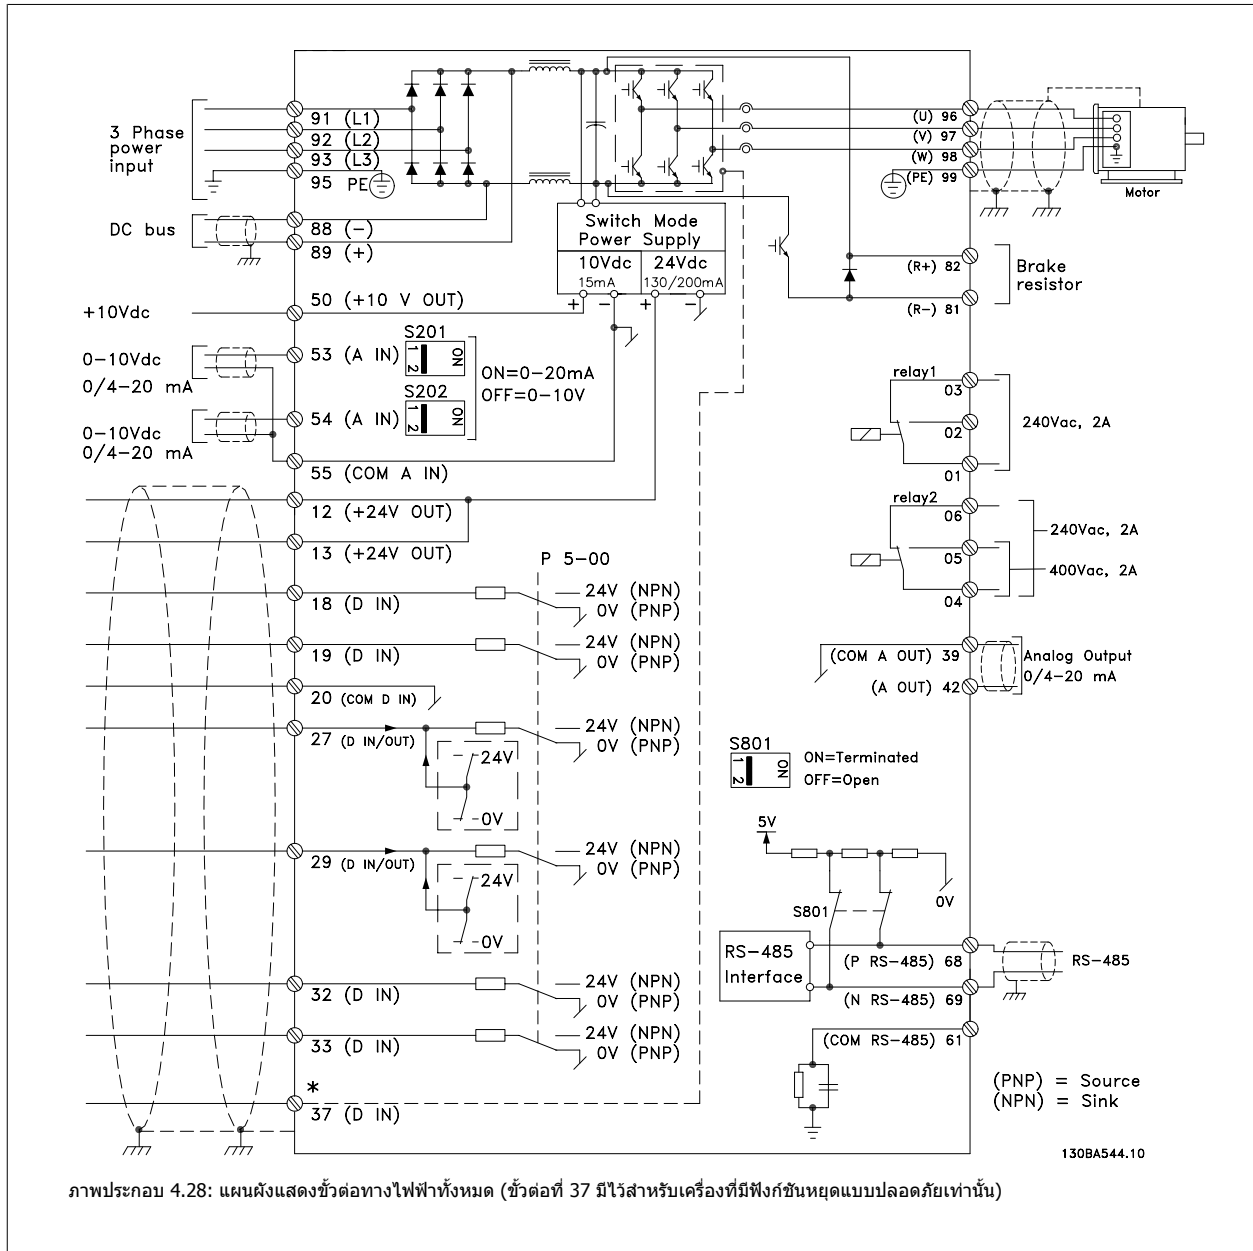 3 Phase
power
input
91 (L1)
92 (L2)
93 (L3)
95 PE
DC bus
88 (-)
89 (+)
Switch Mode
Power Supply
10Vdc
15mA
24Vdc
130/200mA
+ - + -
+10Vdc
50 (+10 V OUT)
0-10Vdc
0/4-20 mA
53 (A IN)
S201
1 2
ON
ON=0-20mA
OFF=0-10V
0-10Vdc
0/4-20 mA
54 (A IN)
S202
1 2
ON
55 (COM A IN)
12 (+24V OUT)
13 (+24V OUT)
P 5-00
18 (D IN)
24V (NPN)
0V (PNP)
19 (D IN)
24V (NPN)
0V (PNP)
20 (COM D IN)
27 (D IN/OUT)
24V (NPN)
0V (PNP)
24V
0V
29 (D IN/OUT)
24V (NPN)
0V (PNP)
24V
0V
32 (D IN)
24V (NPN)
0V (PNP)
33 (D IN)
24V (NPN)
0V (PNP)
*
37 (D IN)
(U) 96
(V) 97
(W) 98
(PE) 99
Motor
(R+) 82
(R-) 81
Brake
resistor
relay1
03
02
01
240Vac, 2A
relay2
06
05
04
240Vac, 2A
400Vac, 2A
(COM A OUT) 39
(A OUT) 42
Analog Output
0/4-20 mA
S801
1 2
ON
ON=Terminated
OFF=Open
5V
0V
S801
RS-485
Interface
(P RS-485) 68
(N RS-485) 69
RS-485
(COM RS-485) 61
(PNP) = Source
(NPN) = Sink
130BA544.10
ภาพประกอบ 4.28: แผนผังแสดงขั้วต่อทางไฟฟ้าทั้งหมด (ขั้วต่อที่ 37 มีไว้สำหรับเครื่องที่มีฟังก์ชันหยุดแบบปลอดภัยเท่านั้น)